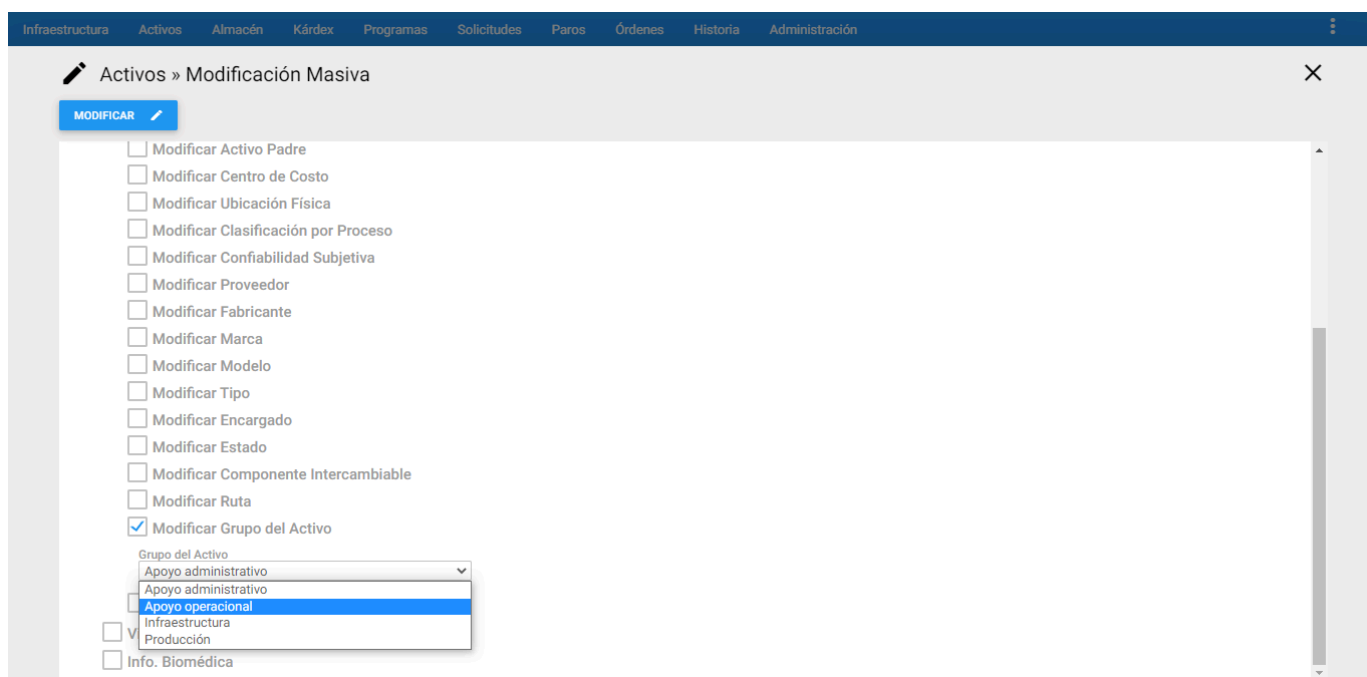 Infraestructura Activos Almacén Kárdex Programas Solicitudes Paros Órdenes Historia Administración
Activos » Modificación Masiva
MODIFICAR
Modificar Activo Padre
Modificar Centro de Costo
Modificar Ubicación Física
Modificar Clasificación por Proceso
Modificar Confiabilidad Subjetiva
Modificar Proveedor
Modificar Fabricante
Modificar Marca
Modificar Modelo
Modificar Tipo
Modificar Encargado
Modificar Estado
Modificar Componente Intercambiable
Modificar Ruta
Modificar Grupo del Activo
Grupo del Activo
Apoyo administrativo
Apoyo administrativo
Apoyo operacional
Infraestructura
Producción
Info. Biomédica